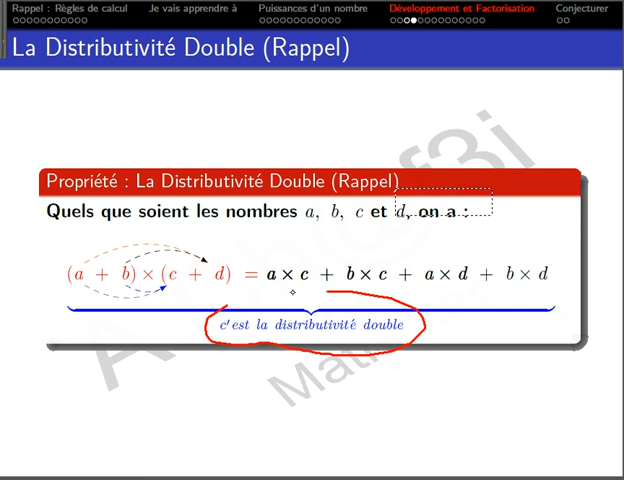 Rappel : Règles de calcul Je vais apprendre à Puissances d'un nombre Développement et Factorisation Conjecturer
La Distributivité Double (Rappel)
Propriété : La Distributivité Double (Rappel)
Quels que soient les nombres a, b, c et d, on a :
(a + b) × (c + d) = a × c + b × c + a × d + b × d
c'est la distributivité double